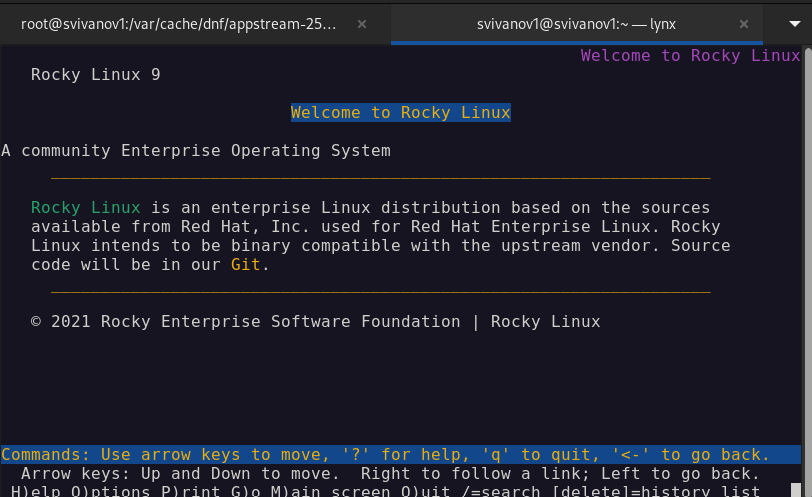 root@svivanov1:/var/cache/dnf/appstream-25…
svivanov1@svivanov1:~ — lynx
Welcome to Rocky Linux
Rocky Linux 9
Welcome to Rocky Linux
A community Enterprise Operating System
Rocky Linux is an enterprise Linux distribution based on the sources
available from Red Hat, Inc. used for Red Hat Enterprise Linux. Rocky
Linux intends to be binary compatible with the upstream vendor. Source
code will be in our Git.
© 2021 Rocky Enterprise Software Foundation | Rocky Linux
Commands: Use arrow keys to move, '?' for help, 'q' to quit, '<-' to go back.
Arrow keys: Up and Down to move.  Right to follow a link; Left to go back.
H)elp O)ptions P)rint G)o M)ain screen Q)uit /=search [delete]=history list